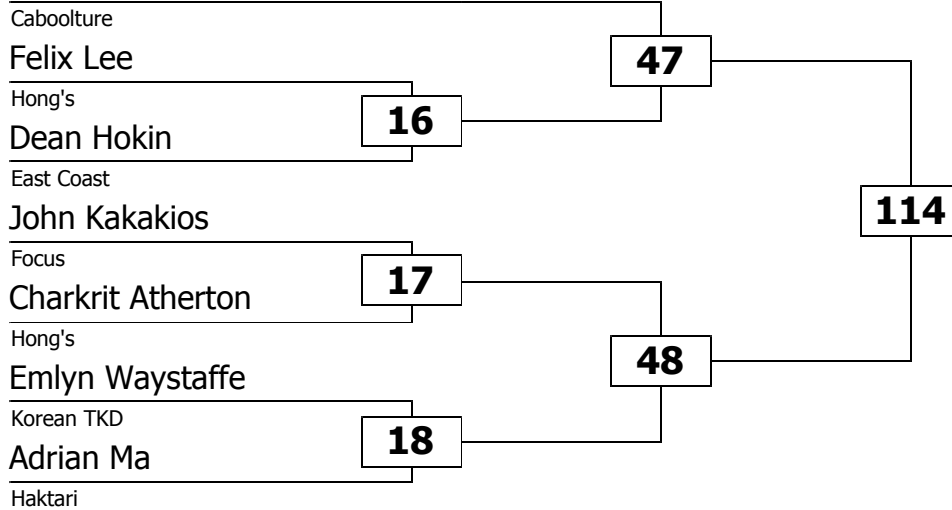 Caboolture
Felix Lee
47
Hong's
16
Dean Hokin
East Coast
John Kakakios
114
Focus
17
Charkrit Atherton
Hong's
48
Emlyn Waystaffe
Korean TKD
18
Adrian Ma
Haktari